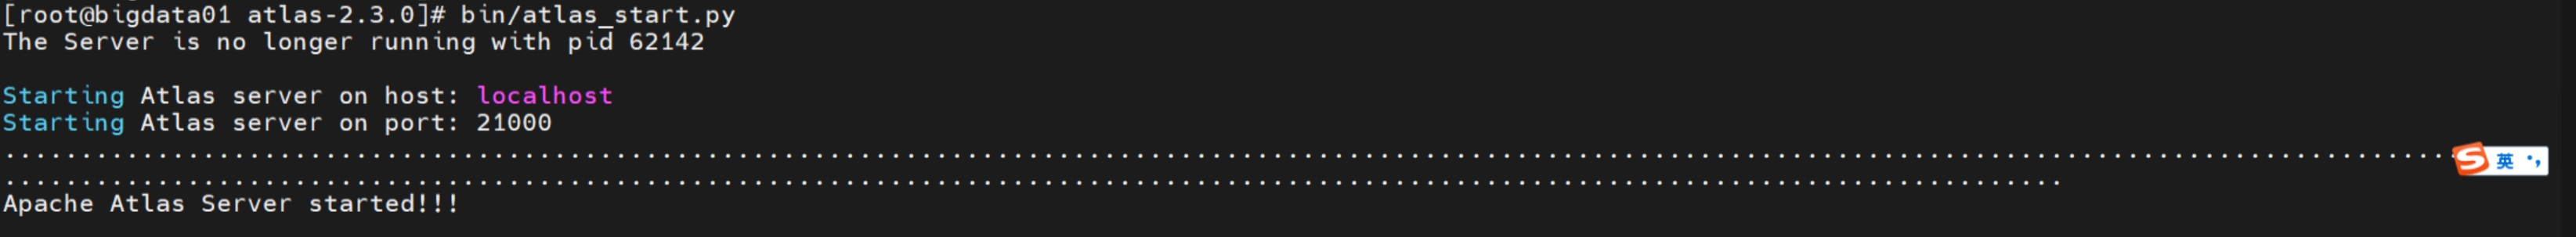 [root@bigdata01 atlas-2.3.0]# bin/atlas_start.py
The Server is no longer running with pid 62142
Starting Atlas server on host: localhost
Starting Atlas server on port: 21000
................................................................................................................................................................
.......................................................................................................................................
英
Apache Atlas Server started!!!